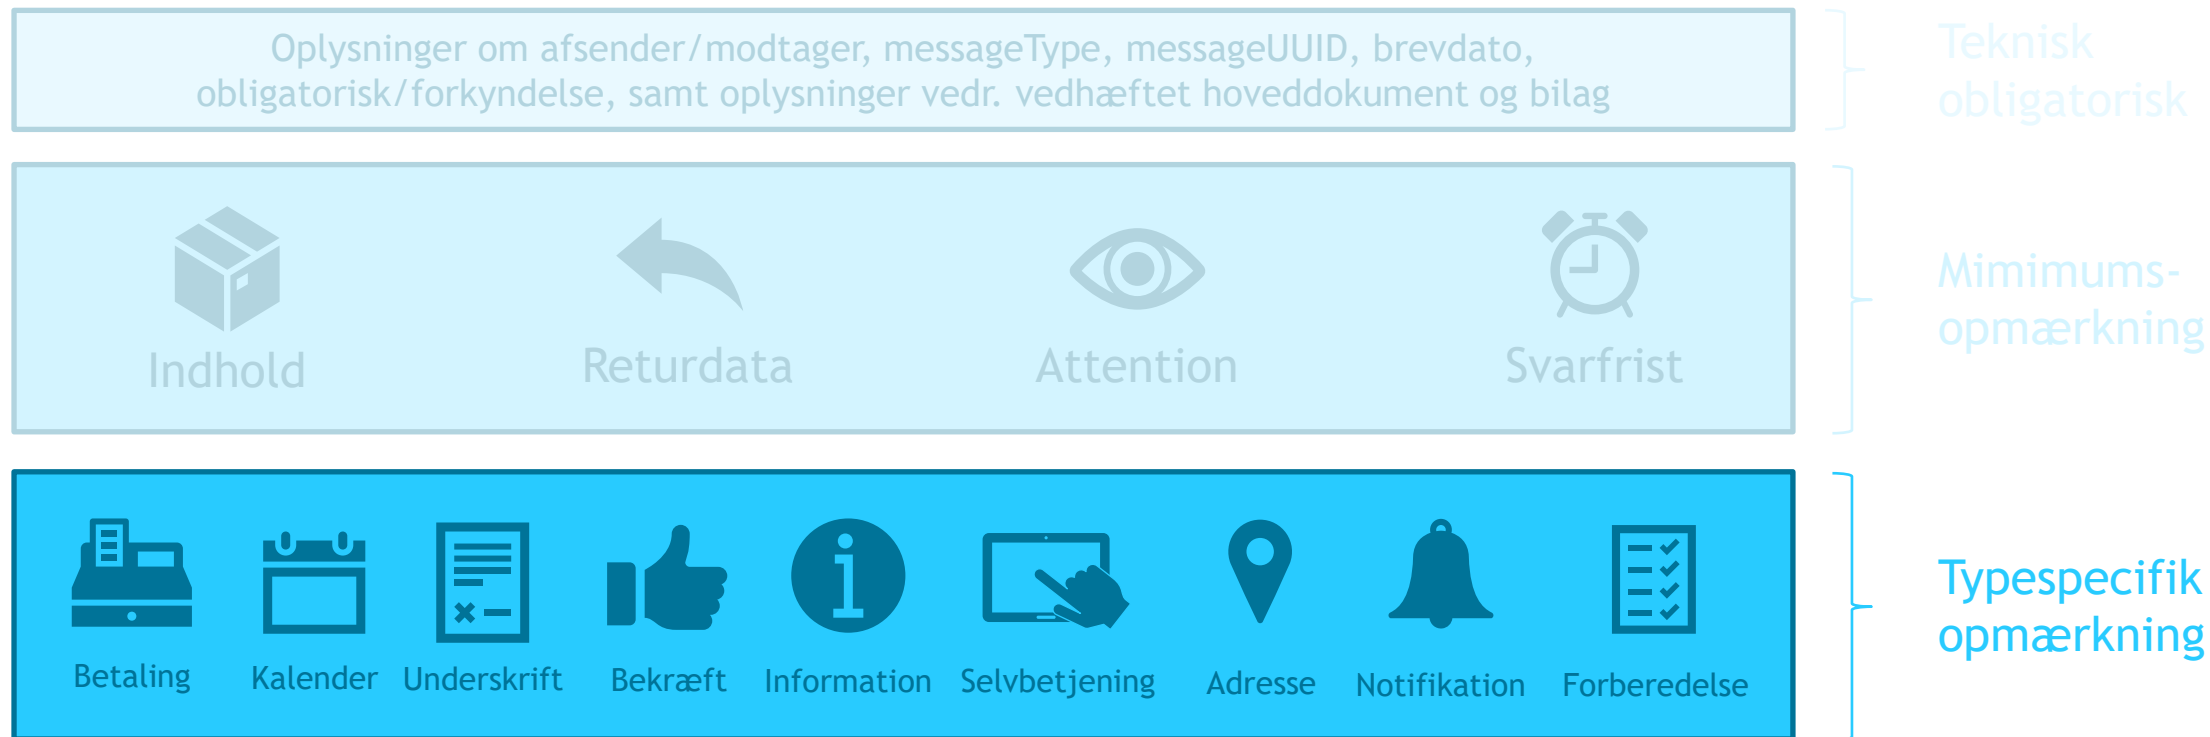 Oplysninger om afsender/modtager, messageType, messageUUID, brevdato,
obligatorisk/forkyndelse, samt oplysninger vedr. vedhæftet hoveddokument og bilag
Teknisk
obligatorisk
Indhold
Returdata
Attention
Svarfrist
Mimimums-
opmærkning
Betaling
Kalender
Underskrift
Bekræft
Information
Selvbetjening
Adresse
Notifikation
Forberedelse
Typespecifik
opmærkning